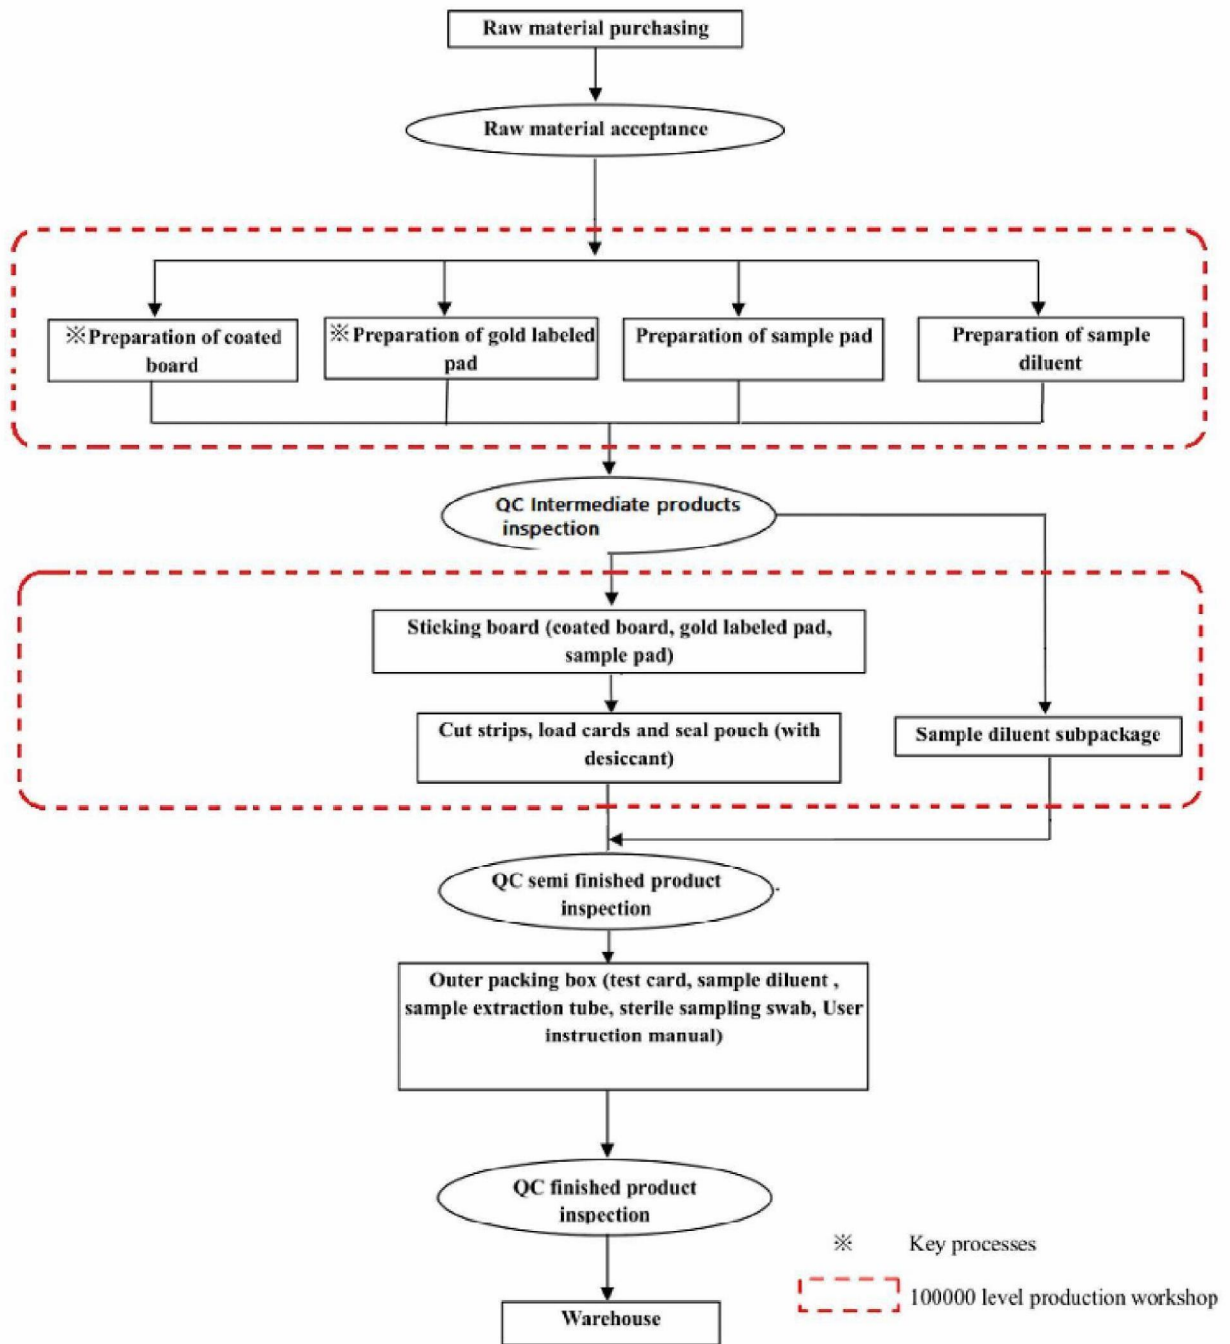 Raw material purchasing
Raw material acceptance
※Preparation of coated
board
※Preparation of gold labeled
pad
Preparation of sample pad
Preparation of sample
diluent
QC Intermediate products
inspection
Sticking board (coated board, gold labeled pad,
sample pad)
Cut strips, load cards and seal pouch (with
desiccant)
Sample diluent subpackage
QC semi finished product
inspection
Outer packing box (test card, sample diluent ,
sample extraction tube, sterile sampling swab, User
instruction manual)
QC finished product
inspection
※ Key processes
100000 level production workshop
Warehouse